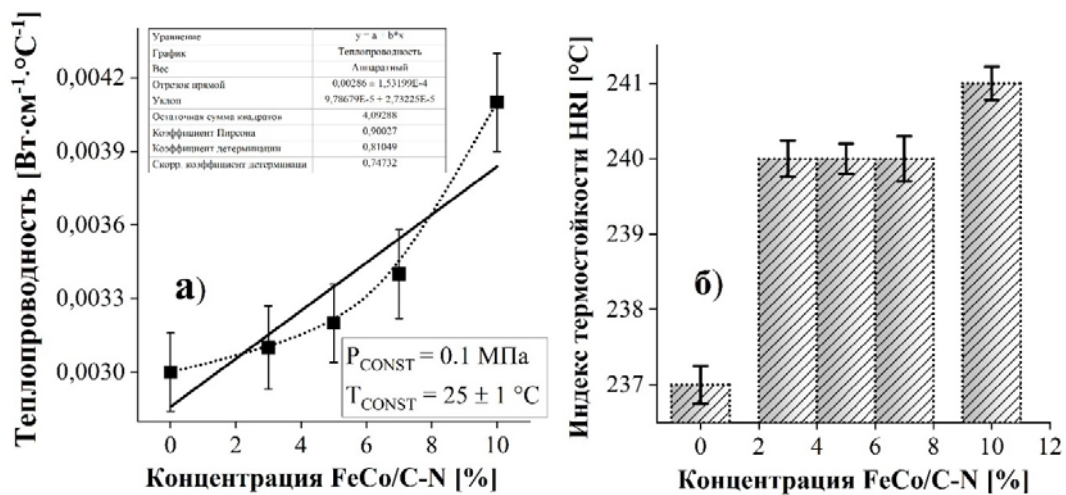 а)
Теплопроводность [Вт·см⁻¹·°C⁻¹]
0,0042
0,0039
0,0036
0,0033
0,0030
Уравнение y = a + b*x
График Теплопроводность
Вес Аппаратный
Отрезок прямой 0,00286 ± 1,53199E-4
Уклон 9,78679E-5 ± 2,73225E-5
Остаточная сумма квадратов 4,09288
Коэффициент Пирсона 0,90027
Коэффициент детерминации 0,81049
Скорр. коэффициент детерминаци 0,74732
а)
P CONST = 0.1 МПа
T CONST = 25 ± 1 °C
0 2 4 6 8 10
Концентрация FeCo/C-N [%]
б)
Индекс термостойкости HRI [°C]
241
240
239
238
237
б)
0 2 4 6 8 10 12
Концентрация FeCo/C-N [%]